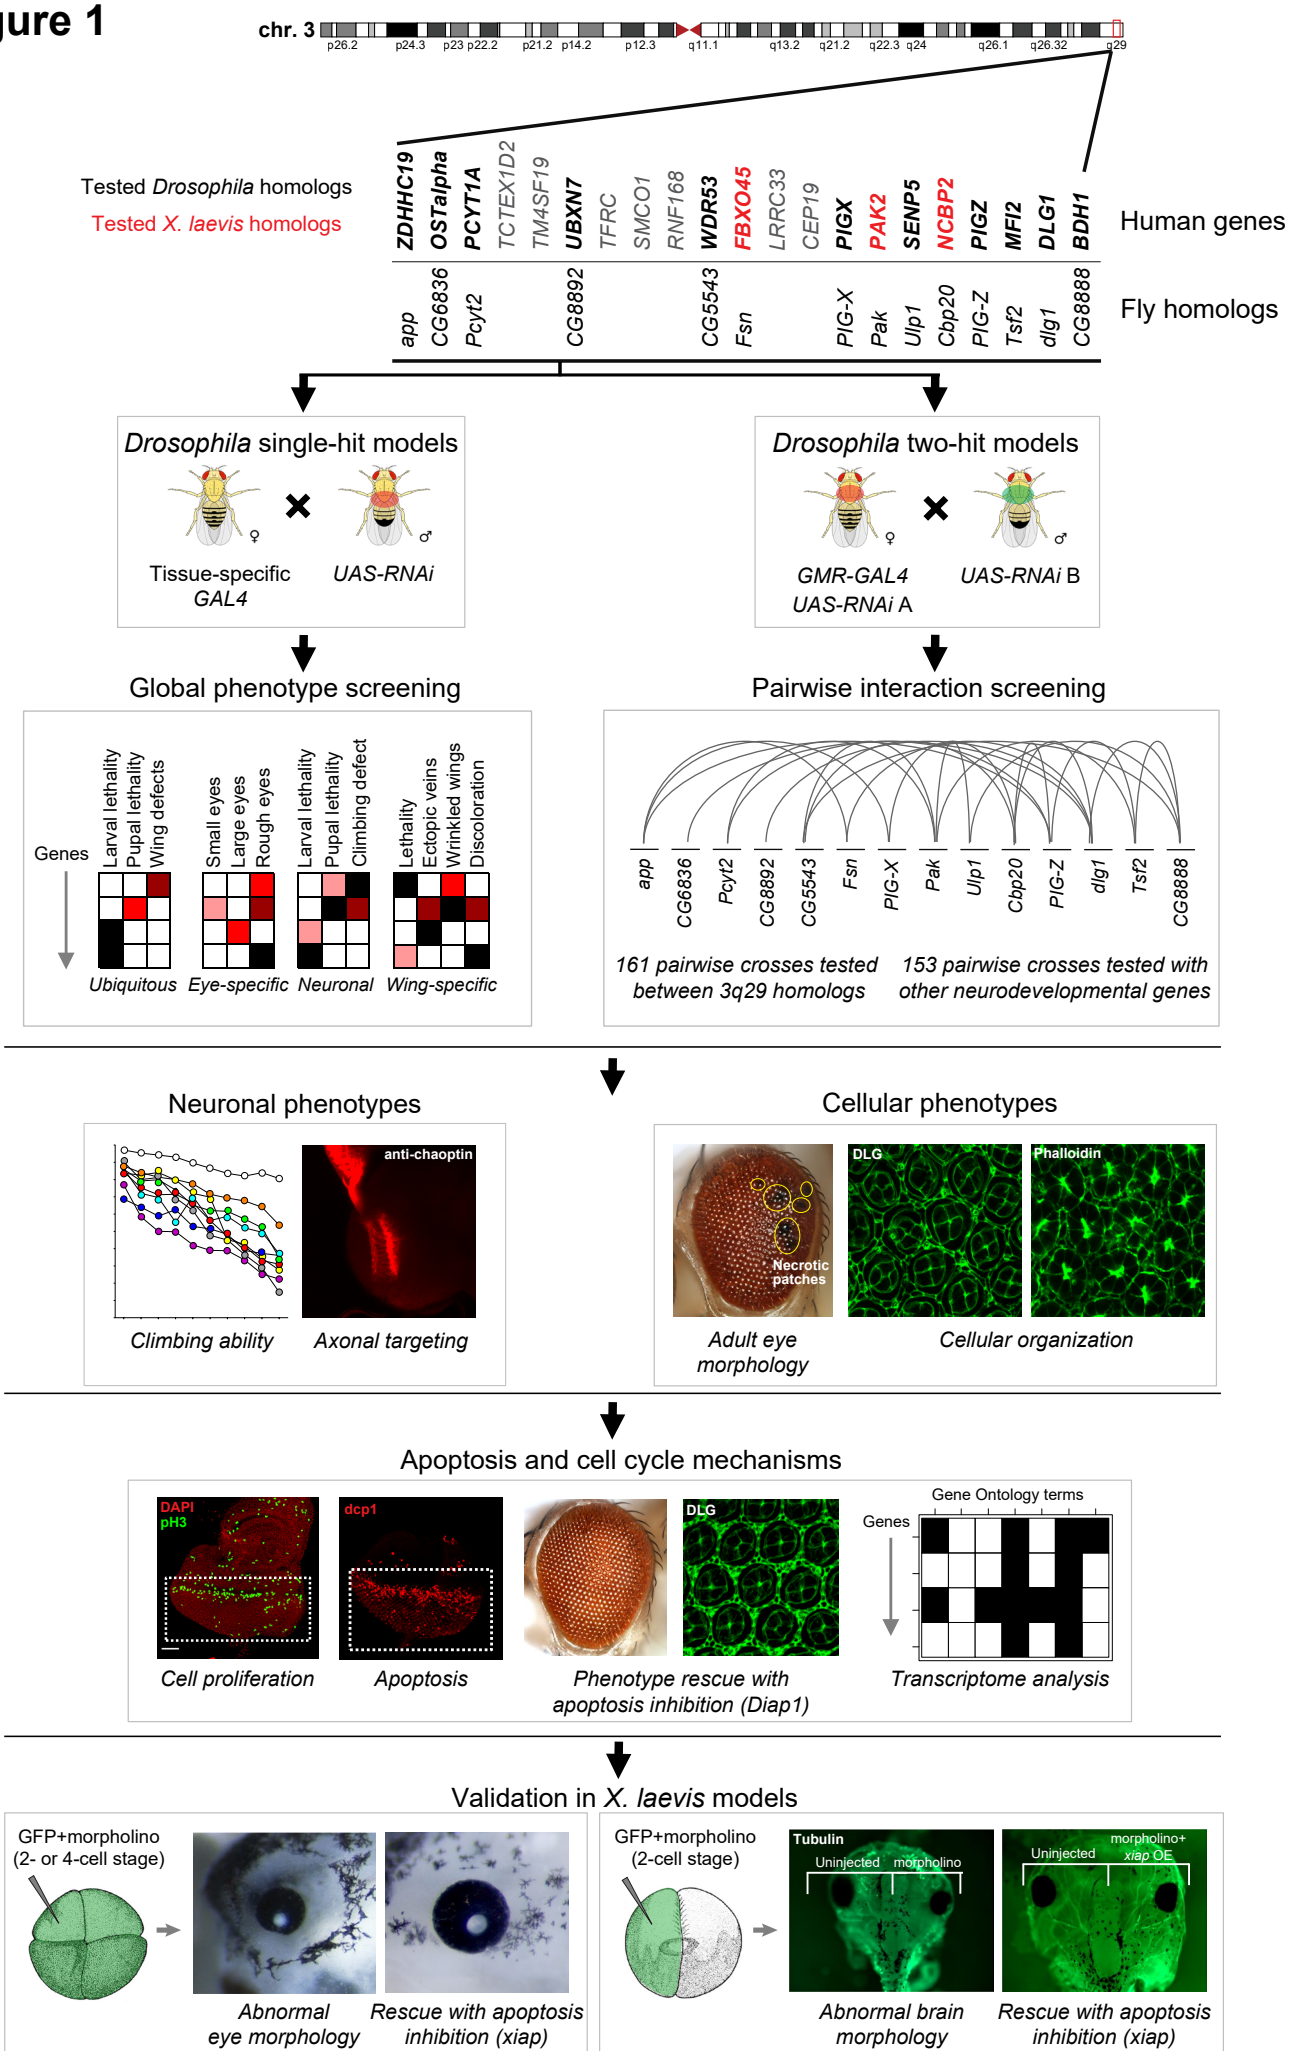 gure 1
chr. 3
p26.2 p24.3 p23 p22.2 p21.2 p14.2 p12.3 q11.1 q13.2 q21.2 q22.3 q24 q26.1 q26.32 q29
Tested Drosophila homologs
Tested X. laevis homologs
ZDHHC19 OSTalpha PCYT1A TCTEX1D2 TM4SF19 UBXN7 TFRC SMCO1 RNF168 WDR53 FBXO45 LRRC33 CEP19 PIGX PAK2 SENP5 NCBP2 PIGZ MFI2 DLG1 BDH1
Human genes
app CG6836 Pcyt2 CG8892 CG5543 Fsn PIG-X Pak Ulp1 Cbp20 PIG-Z Tsf2 dlg1 CG8888
Fly homologs
Drosophila single-hit models
♀ ♂
Tissue-specific
GAL4
UAS-RNAi
Drosophila two-hit models
♀ ♂
GMR-GAL4
UAS-RNAi A
UAS-RNAi B
Global phenotype screening
Genes
Larval lethality
Pupal lethality
Wing defects
Small eyes
Large eyes
Rough eyes
Larval lethality
Pupal lethality
Climbing defect
Lethality
Ectopic veins
Wrinkled wings
Discoloration
Ubiquitous Eye-specific Neuronal Wing-specific
Pairwise interaction screening
app CG6836 Pcyt2 CG8892 CG5543 Fsn PIG-X Pak Ulp1 Cbp20 PIG-Z dlg1 Tsf2 CG8888
161 pairwise crosses tested
between 3q29 homologs
153 pairwise crosses tested with
other neurodevelopmental genes
Neuronal phenotypes
anti-chaoptin
Climbing ability
Axonal targeting
Cellular phenotypes
Necrotic
patches
DLG
Phalloidin
Adult eye
morphology
Cellular organization
Apoptosis and cell cycle mechanisms
DAPI
pH3
dcp1
DLG
Gene Ontology terms
Genes
Cell proliferation
Apoptosis
Phenotype rescue with
apoptosis inhibition (Diap1)
Transcriptome analysis
Validation in X. laevis models
GFP+morpholino
(2- or 4-cell stage)
Abnormal
eye morphology
Rescue with apoptosis
inhibition (xiap)
GFP+morpholino
(2-cell stage)
Tubulin
Uninjected morpholino
Uninjected
morpholino+
xiap OE
Abnormal brain
morphology
Rescue with apoptosis
inhibition (xiap)